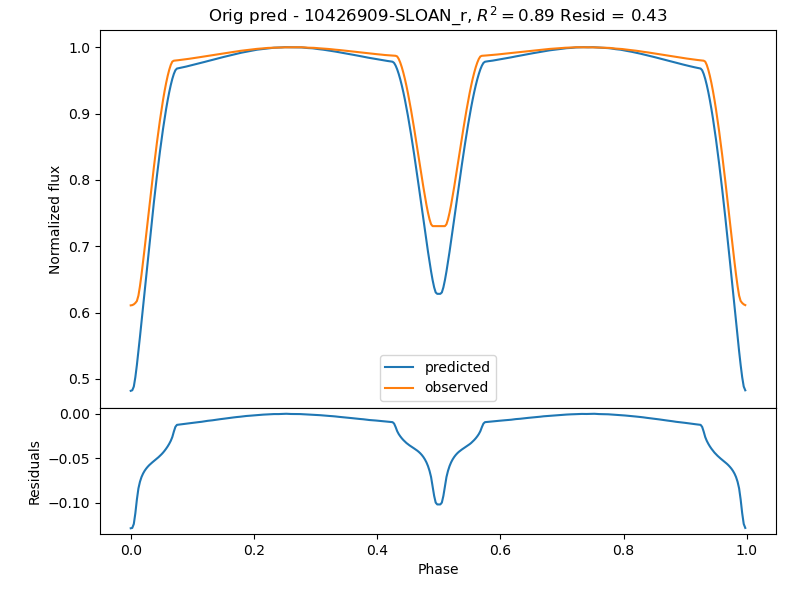 Orig pred - 10426909-SLOAN_r, R² = 0.89 Resid = 0.43
1.0
0.9
0.8
0.7
0.6
0.5
Normalized flux
predicted
observed
0.00
−0.05
−0.10
Residuals
0.0 0.2 0.4 0.6 0.8 1.0
Phase